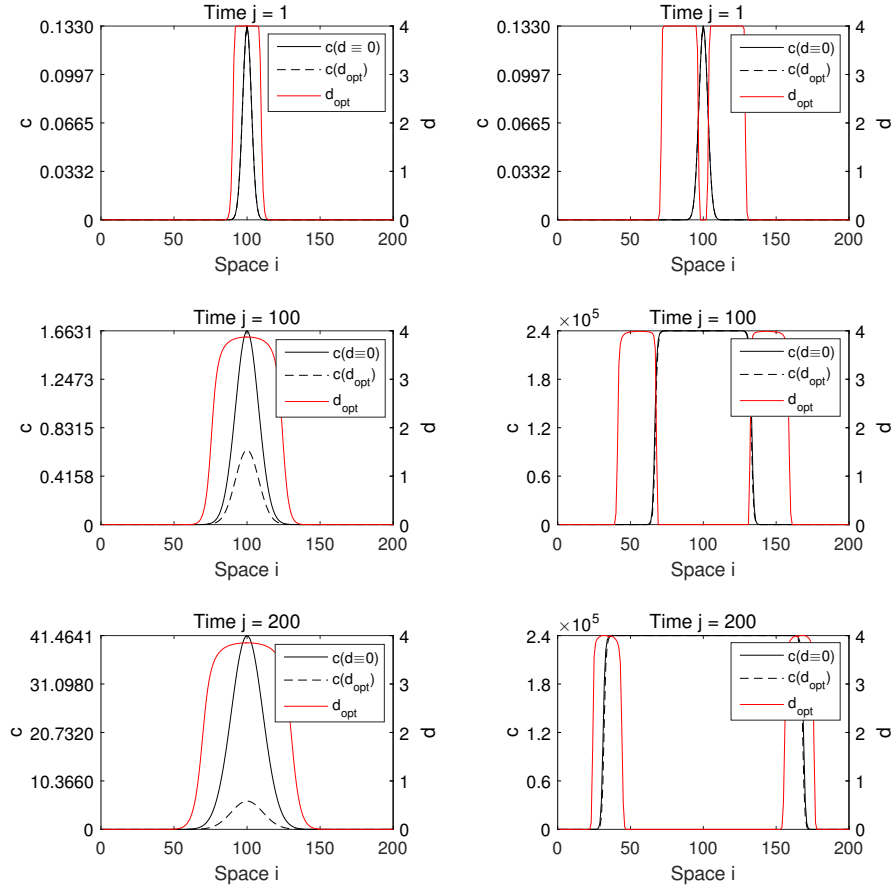 Time j = 1
0.1330
0.0997
0.0665
0.0332
0
c
4
3
2
1
0
d
c(d ≡ 0)
c(d_opt)
d_opt
0 50 100 150 200
Space i
Time j = 1
0.1330
0.0997
0.0665
0.0332
0
c
4
3
2
1
0
d
c(d≡0)
c(d_opt)
d_opt
0 50 100 150 200
Space i
Time j = 100
1.6631
1.2473
0.8315
0.4158
0
c
4
3
2
1
0
d
c(d≡0)
c(d_opt)
d_opt
0 50 100 150 200
Space i
Time j = 100
× 10^5
2.4
1.8
1.2
0.6
0
c
4
3
2
1
0
d
c(d≡0)
c(d_opt)
d_opt
0 50 100 150 200
Space i
Time j = 200
41.4641
31.0980
20.7320
10.3660
0
c
4
3
2
1
0
d
c(d≡0)
c(d_opt)
d_opt
0 50 100 150 200
Space i
Time j = 200
× 10^5
2.4
1.8
1.2
0.6
0
c
4
3
2
1
0
d
c(d≡0)
c(d_opt)
d_opt
0 50 100 150 200
Space i